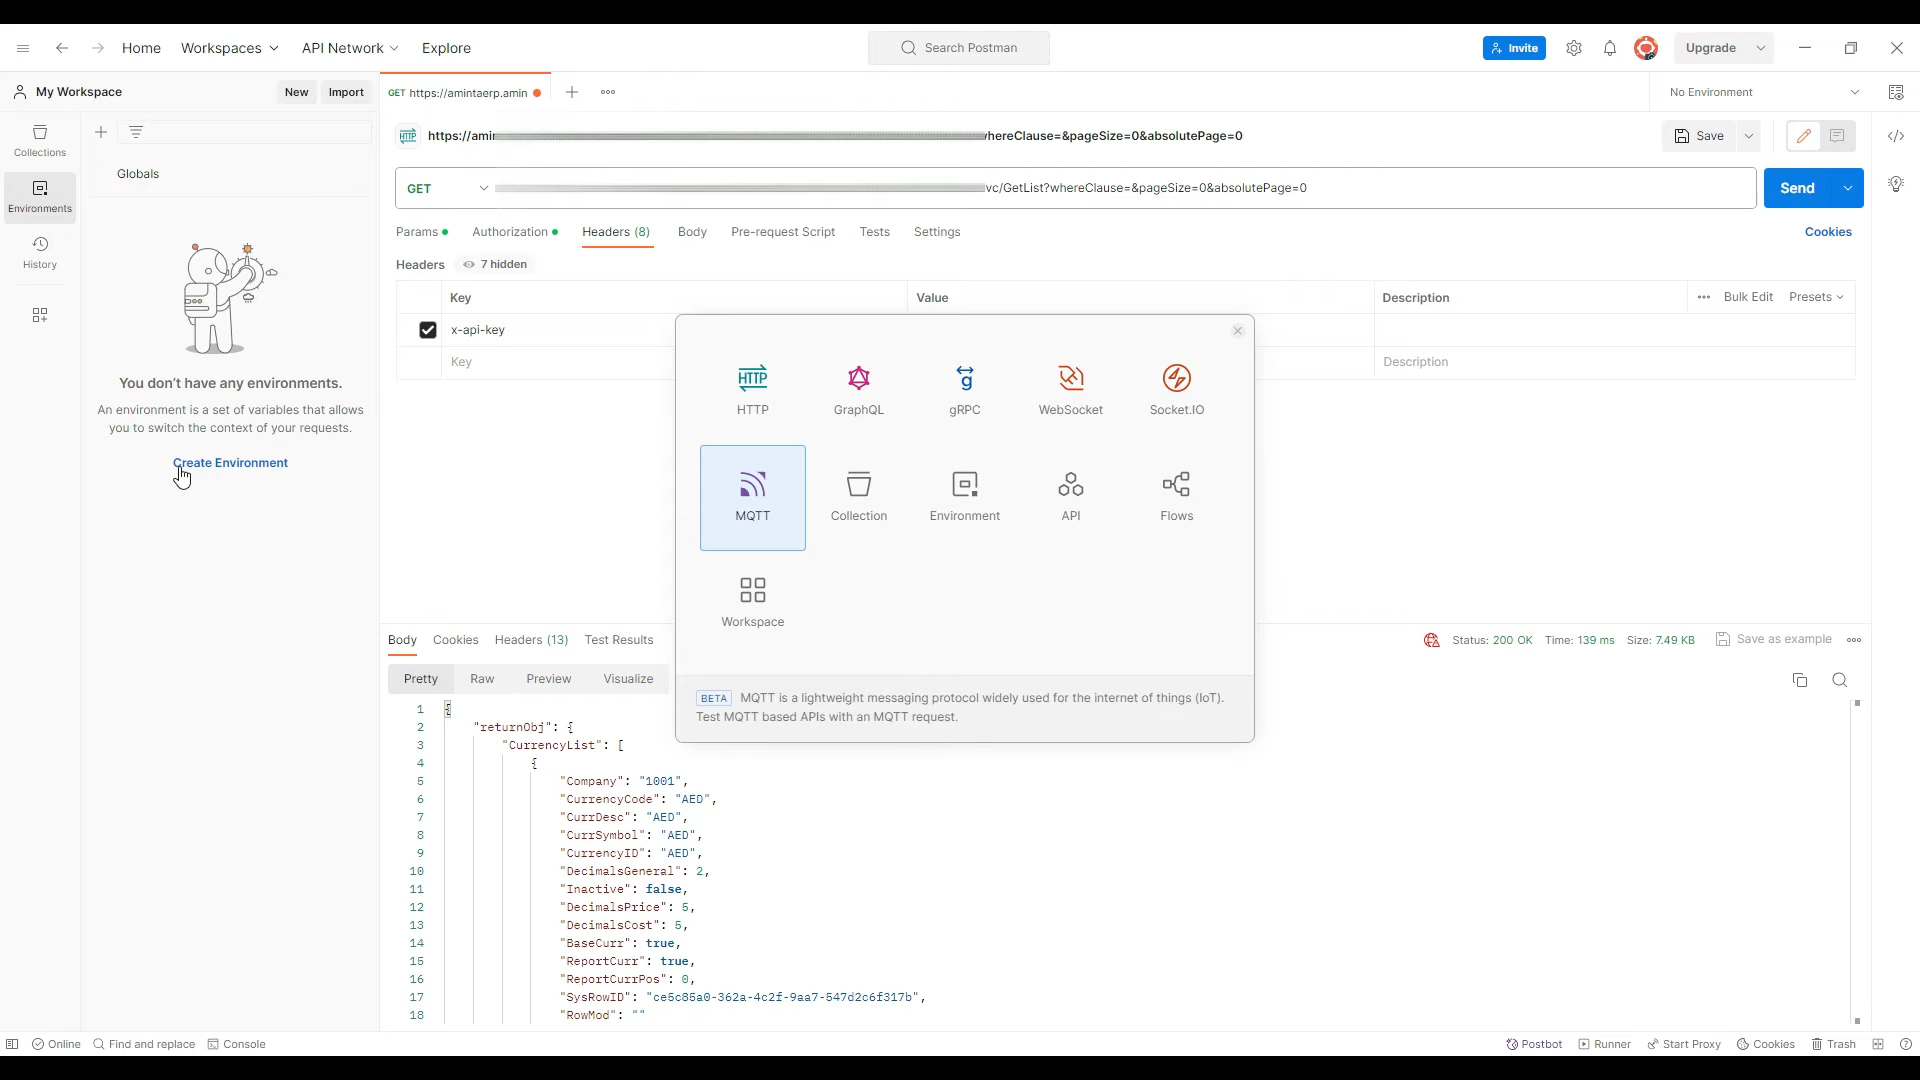 Home
Workspaces
API Network
Explore
Search Postman
Invite
Upgrade
My Workspace
New
Import
GET https://amintaerp.amin
No Environment
Collections
Environments
History
Globals
You don’t have any environments.
An environment is a set of variables that allows
you to switch the context of your requests.
Create Environment
HTTP
https://amin
hereClause=&pageSize=0&absolutePage=0
Save
GET
vc/GetList?whereClause=&pageSize=0&absolutePage=0
Send
Params
Authorization
Headers (8)
Body
Pre-request Script
Tests
Settings
Cookies
Headers
7 hidden
Key
Value
Description
Bulk Edit
Presets
x-api-key
Key
Description
HTTP
HTTP
GraphQL
g
gRPC
WebSocket
Socket.IO
MQTT
Collection
Environment
API
Flows
Workspace
BETA MQTT is a lightweight messaging protocol widely used for the internet of things (IoT).
Test MQTT based APIs with an MQTT request.
Body
Cookies
Headers (13)
Test Results
Status: 200 OK
Time: 139 ms
Size: 7.49 KB
Save as example
Pretty
Raw
Preview
Visualize
1 {
2 "returnObj": {
3 "CurrencyList": [
4 {
5 "Company": "1001",
6 "CurrencyCode": "AED",
7 "CurrDesc": "AED",
8 "CurrSymbol": "AED",
9 "CurrencyID": "AED",
10 "DecimalsGeneral": 2,
11 "Inactive": false,
12 "DecimalsPrice": 5,
13 "DecimalsCost": 5,
14 "BaseCurr": true,
15 "ReportCurr": true,
16 "ReportCurrPos": 0,
17 "SysRowID": "ce5c85a0-362a-4c2f-9aa7-547d2c6f317b",
18 "RowMod": ""
Online
Find and replace
Console
Postbot
Runner
Start Proxy
Cookies
Trash